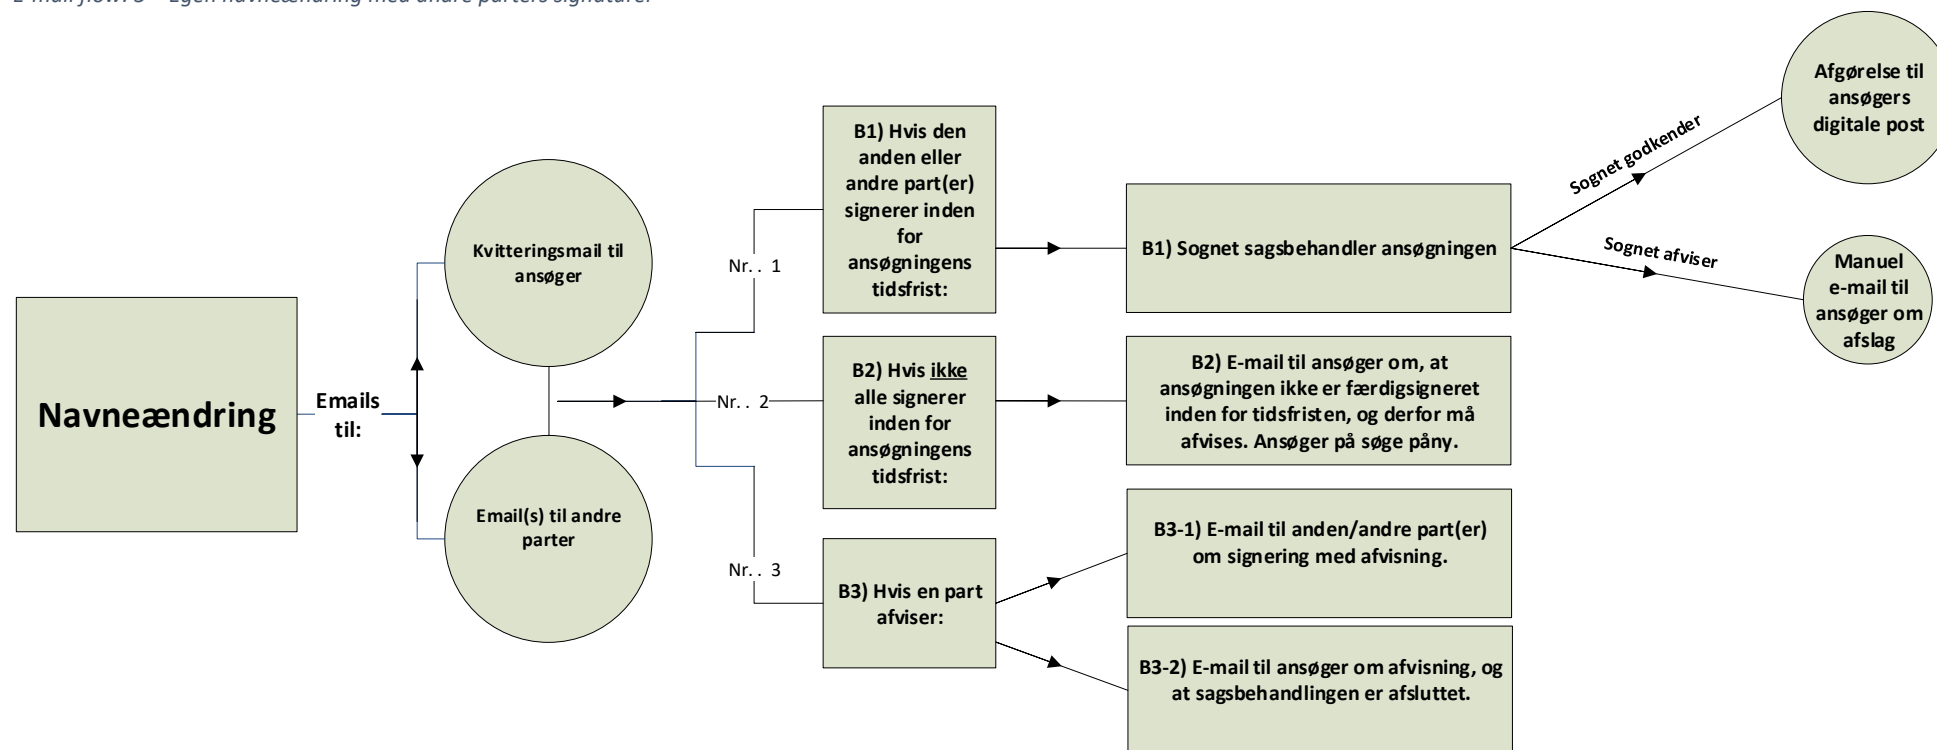 Navneændring
Emails
til:
Kvitteringsmail til
ansøger
Email(s) til andre
parter
Nr. . 1
Nr. . 2
Nr. . 3
B1) Hvis den
anden eller
andre part(er)
signerer inden
for
ansøgningens
tidsfrist:
B1) Sognet sagsbehandler ansøgningen
Sognet godkender
Afgørelse til
ansøgers
digitale post
Sognet afviser
Manuel
e-mail til
ansøger om
afslag
B2) Hvis ikke
alle signerer
inden for
ansøgningens
tidsfrist:
B2) E-mail til ansøger om, at
ansøgningen ikke er færdigsigneret
inden for tidsfristen, og derfor må
afvises. Ansøger på søge påny.
B3) Hvis en part
afviser:
B3-1) E-mail til anden/andre part(er)
om signering med afvisning.
B3-2) E-mail til ansøger om afvisning, og
at sagsbehandlingen er afsluttet.